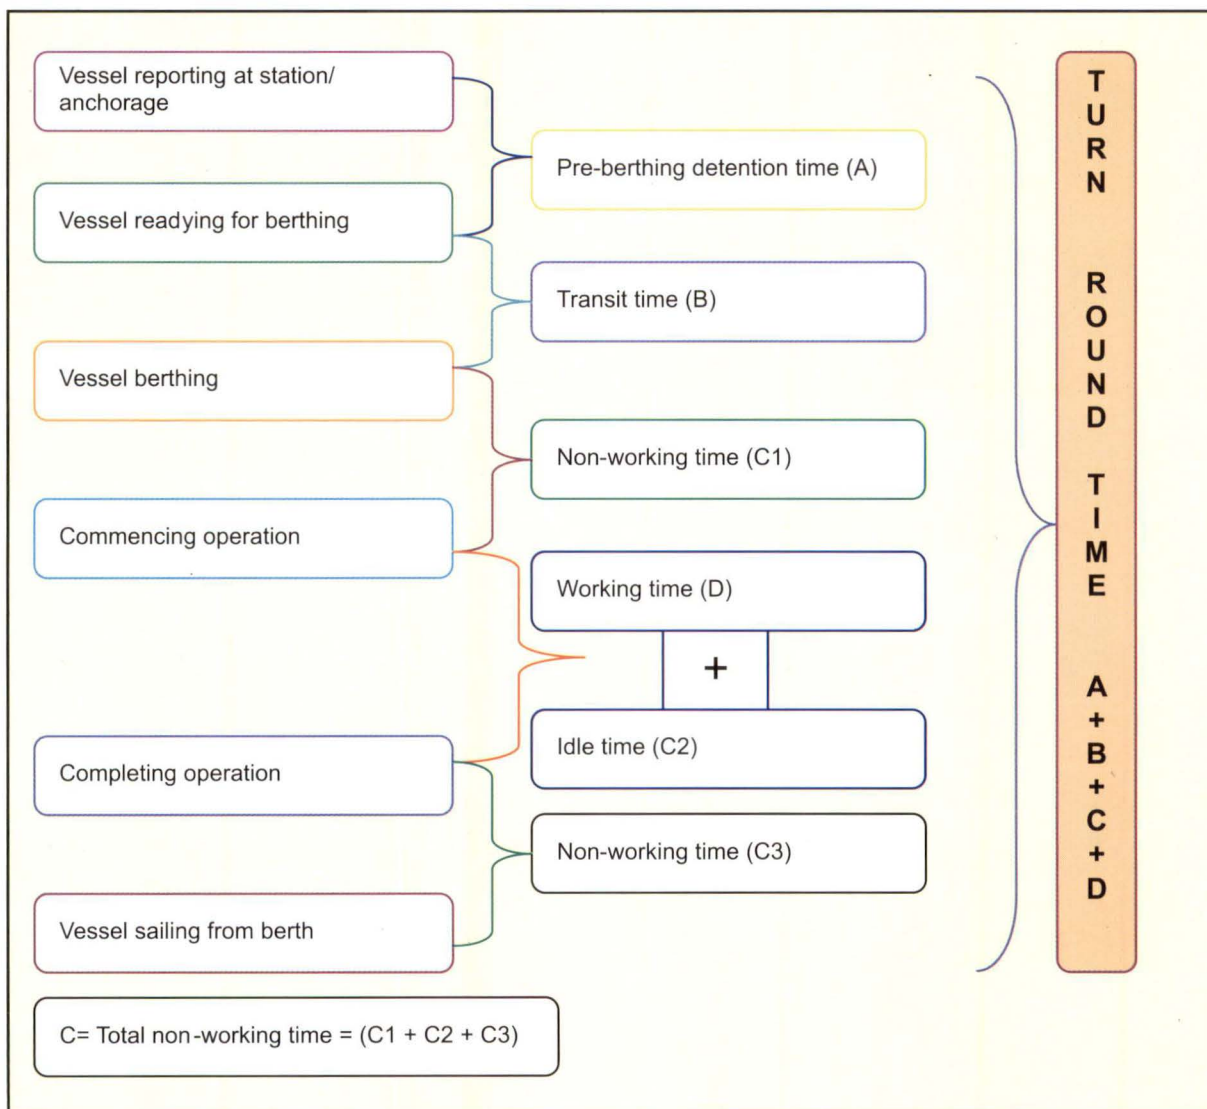 Vessel reporting at station/
anchorage
Pre-berthing detention time (A)
Vessel readying for berthing
Transit time (B)
Vessel berthing
Non-working time (C1)
Commencing operation
Working time (D)
+
Idle time (C2)
Completing operation
Non-working time (C3)
Vessel sailing from berth
C= Total non-working time = (C1 + C2 + C3)
TURN ROUND TIME A+B+C+D